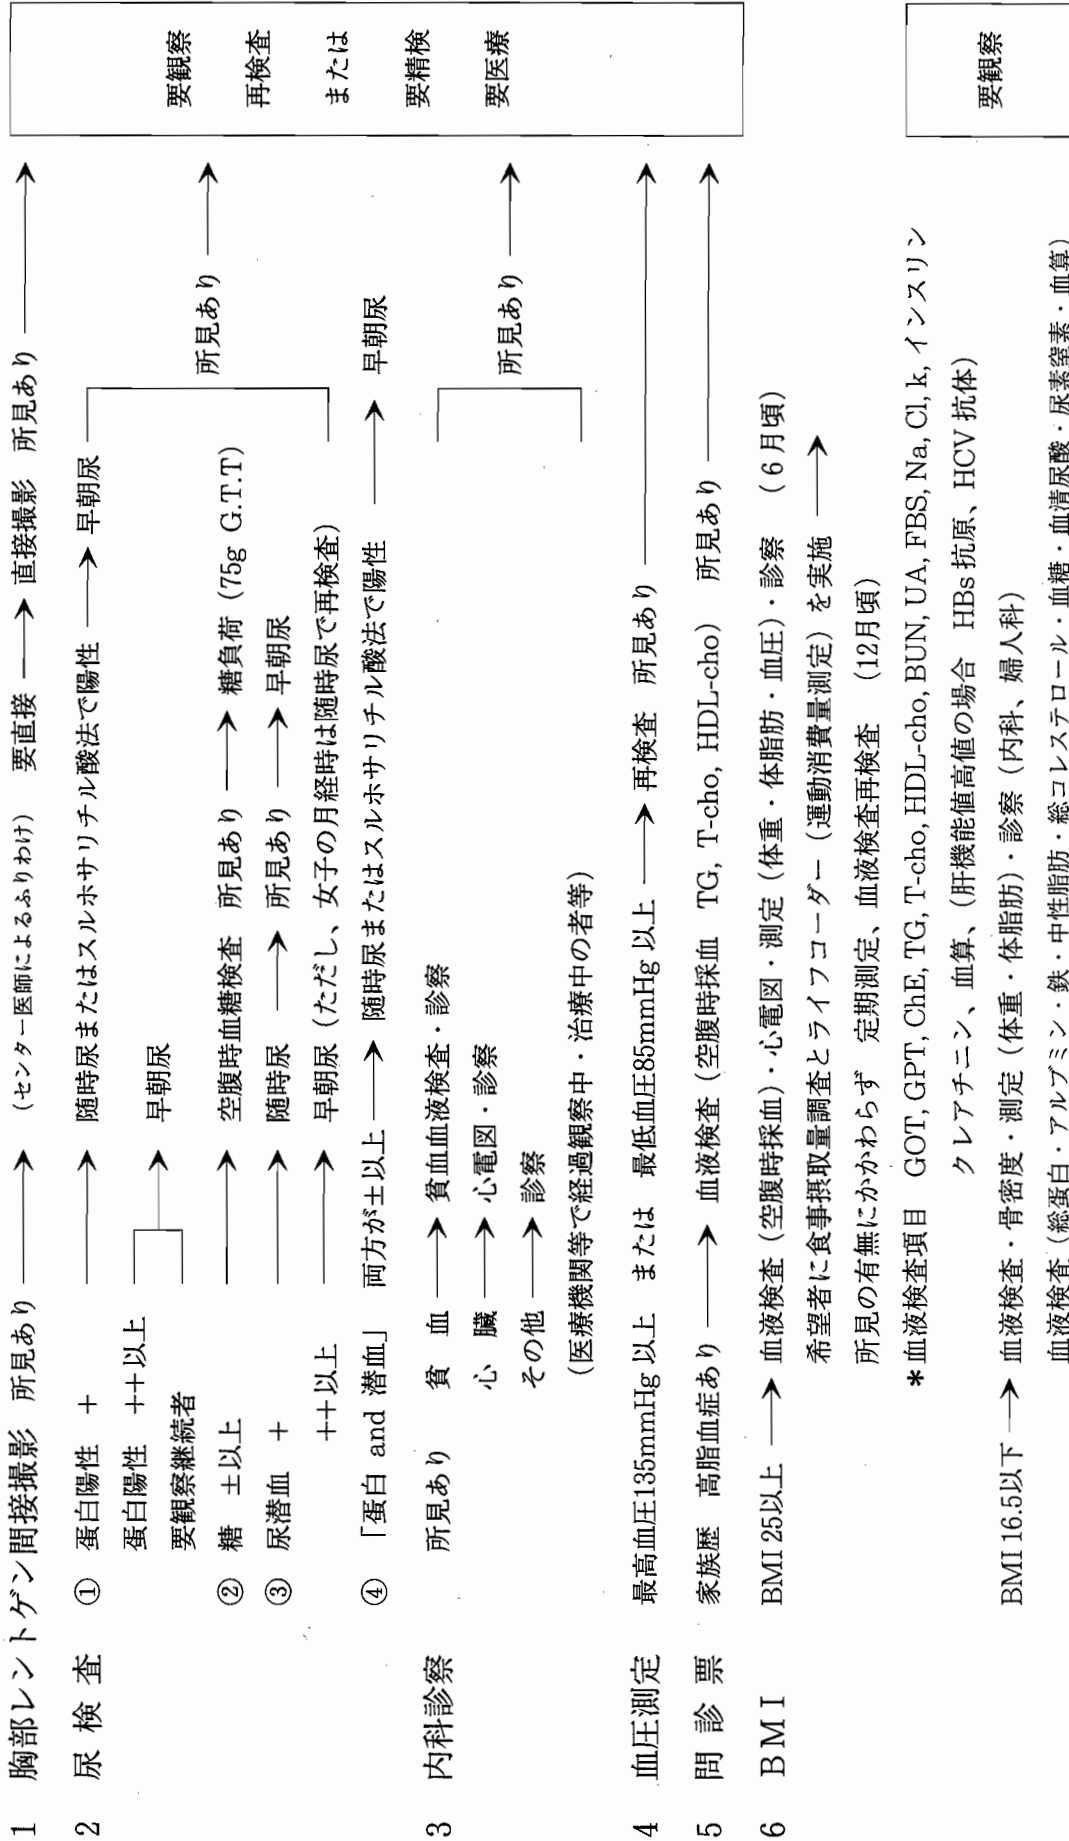 1 胸部レントゲン間接撮影 所見あり ⟶ (センター医師によるふりわけ) 要直接 ⟶ 直接撮影 所見あり ⟶
2 尿検査 ① 蛋白陽性 + ⟶ 随時尿またはスルホサリチル酸法で陽性 ⟶ 早朝尿
蛋白陽性 ++以上
早朝尿
要観察継続者
② 糖 ±以上 ⟶ 空腹時血糖検査 所見あり ⟶ 糖負荷 (75g G.T.T)
所見あり ⟶
③ 尿潜血 + ⟶ 随時尿 ⟶ 所見あり ⟶ 早朝尿
++以上 ⟶ 早朝尿(ただし、女子の月経時は随時尿で再検査)
④ 「蛋白 and 潜血」 両方が±以上 ⟶ 随時尿またはスルホサリチル酸法で陽性 ⟶ 早朝尿
3 内科診察 所見あり 貧血 ⟶ 貧血血液検査・診察
心臓 ⟶ 心電図・診察
所見あり ⟶
その他 ⟶ 診察
(医療機関等で経過観察中・治療中の者等)
4 血圧測定 最高血圧135mmHg以上 または 最低血圧85mmHg以上 ⟶ 再検査 所見あり ⟶
5 問診票 家族歴 高脂血症あり ⟶ 血液検査(空腹時採血 TG, T-cho, HDL-cho) 所見あり ⟶
要観察
再検査
または
要精検
要医療
6 BMI BMI 25以上 ⟶ 血液検査(空腹時採血)・心電図・測定(体重・体脂肪・血圧)・診察 (6月頃)
希望者に食事摂取量調査とライフコーダー(運動消費量測定)を実施 ⟶
所見の有無にかかわらず 定期測定、血液検査再検査 (12月頃)
*血液検査項目 GOT, GPT, ChE, TG, T-cho, HDL-cho, BUN, UA, FBS, Na, Cl, k, インスリン
クレアチニン、血算、(肝機能値高値の場合 HBs抗原、HCV抗体)
BMI 16.5以下 ⟶ 血液検査・骨密度・測定(体重・体脂肪)・診察(内科、婦人科)
血液検査(総蛋白・アルブミン・鉄・中性脂肪・総コレステロール・血糖・血清尿酸・尿素窒素・血算)
要観察